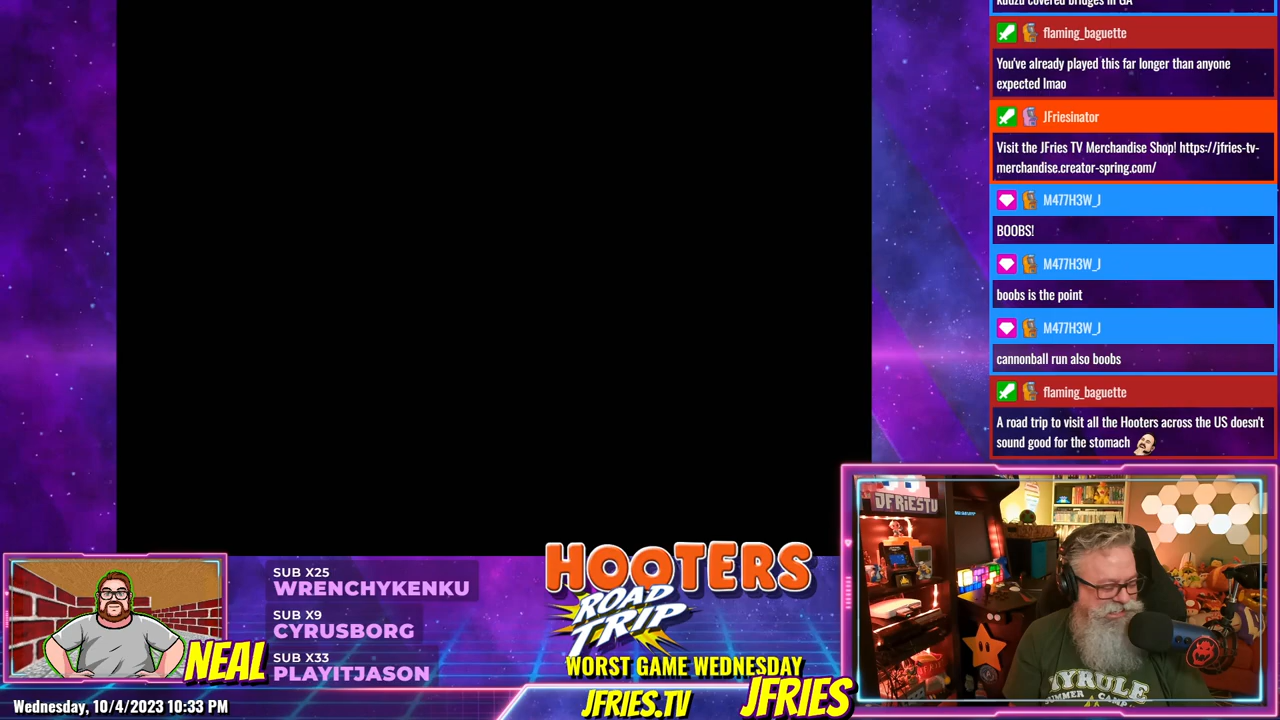 kudzu covered bridges in GA
flaming_baguette
You've already played this far longer than anyone
expected lmao
JFriesinator
Visit the JFries TV Merchandise Shop! https://jfries-tv-
merchandise.creator-spring.com/
M477H3W_J
BOOBS!
M477H3W_J
boobs is the point
M477H3W_J
cannonball run also boobs
flaming_baguette
A road trip to visit all the Hooters across the US doesn't
sound good for the stomach
JFRIESTV
SUB X25
WRENCHYKENKU
SUB X9
CYRUSBORG
SUB X33
PLAYITJASON
NEAL
HOOTERS
ROAD
TRIP
WORST GAME WEDNESDAY
JFRIES.TV
JFRIES
HYRULE
SUMMER CAMP
Wednesday, 10/4/2023 10:33 PM